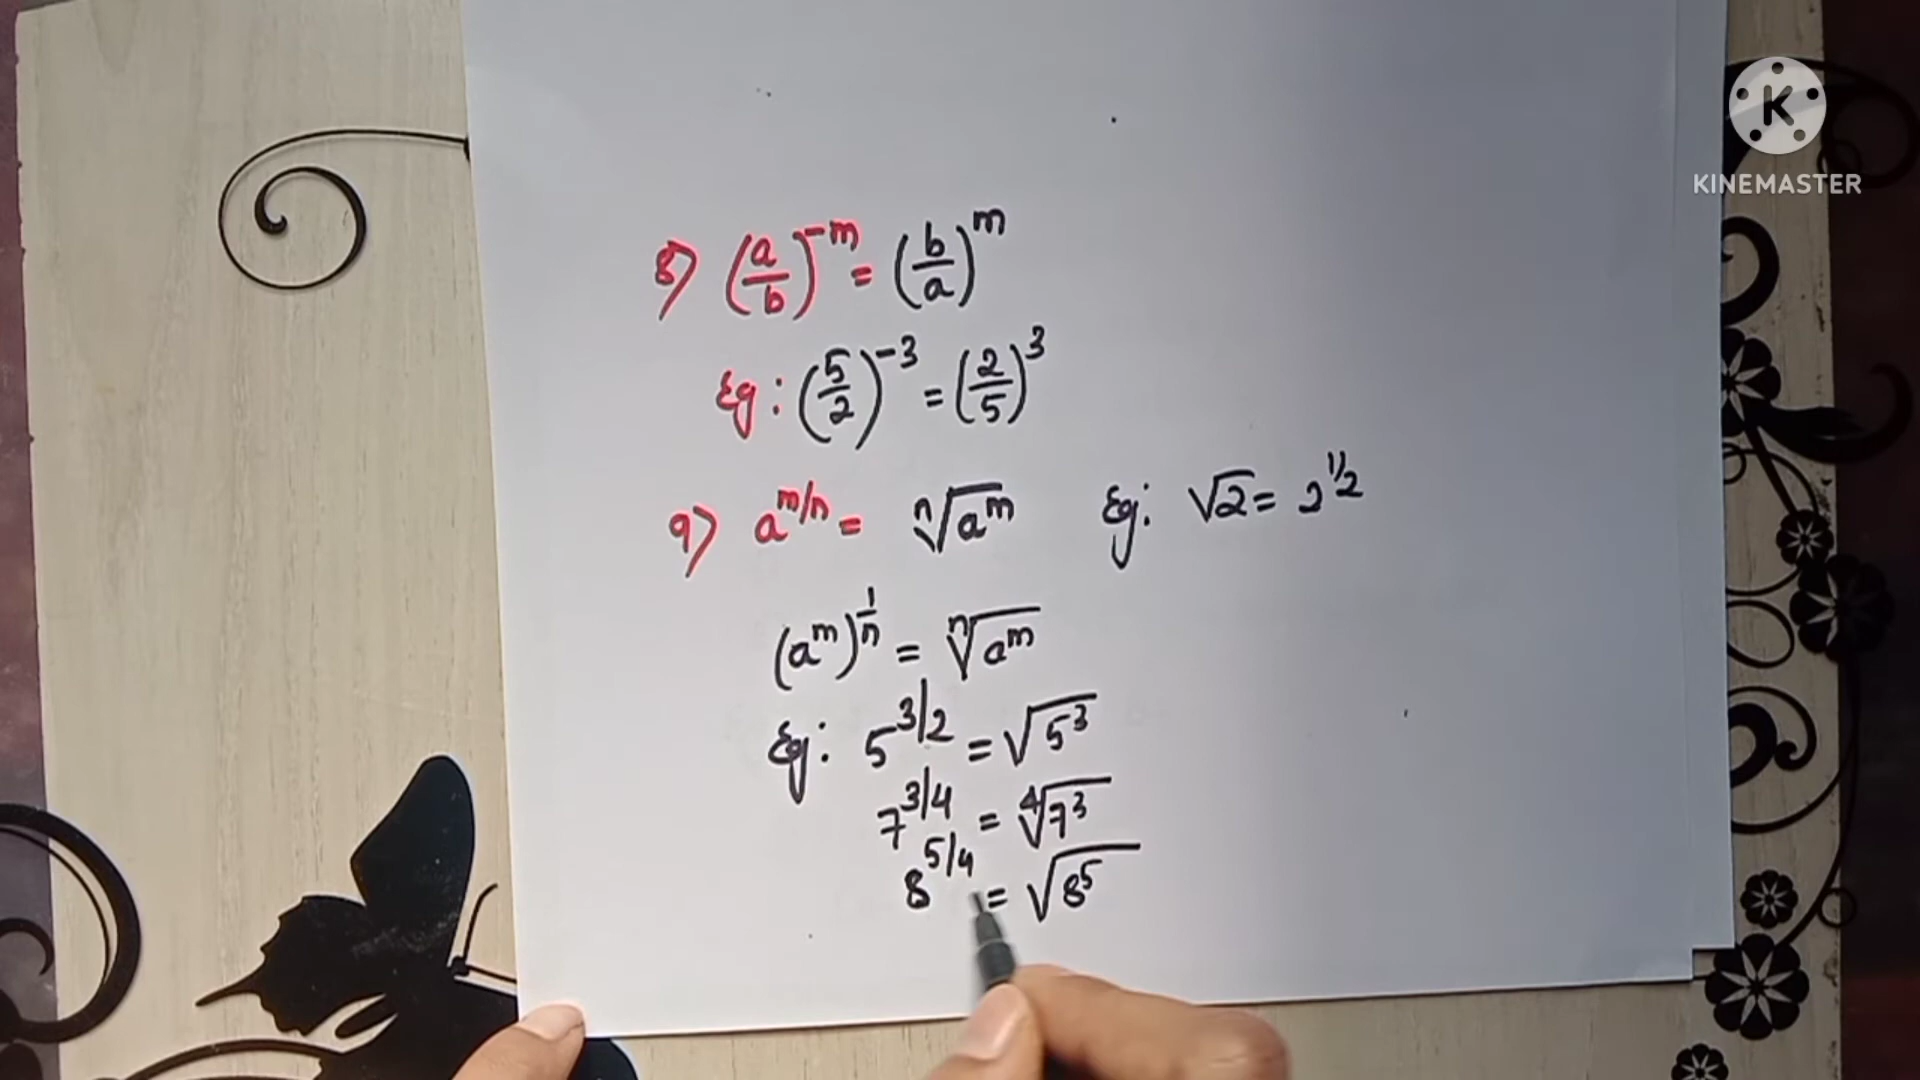 K
KINEMASTER
8) (a/b)^-m = (b/a)^m
Eg: (5/2)^-3 = (2/5)^3
9) a^m/n = ⁿ√a^m Eg: √2 = 2^1/2
(a^m)^1/n = ⁿ√a^m
Eg: 5^3/2 = √5^3
7^3/4 = ⁴√7^3
8^5/4 = √8^5